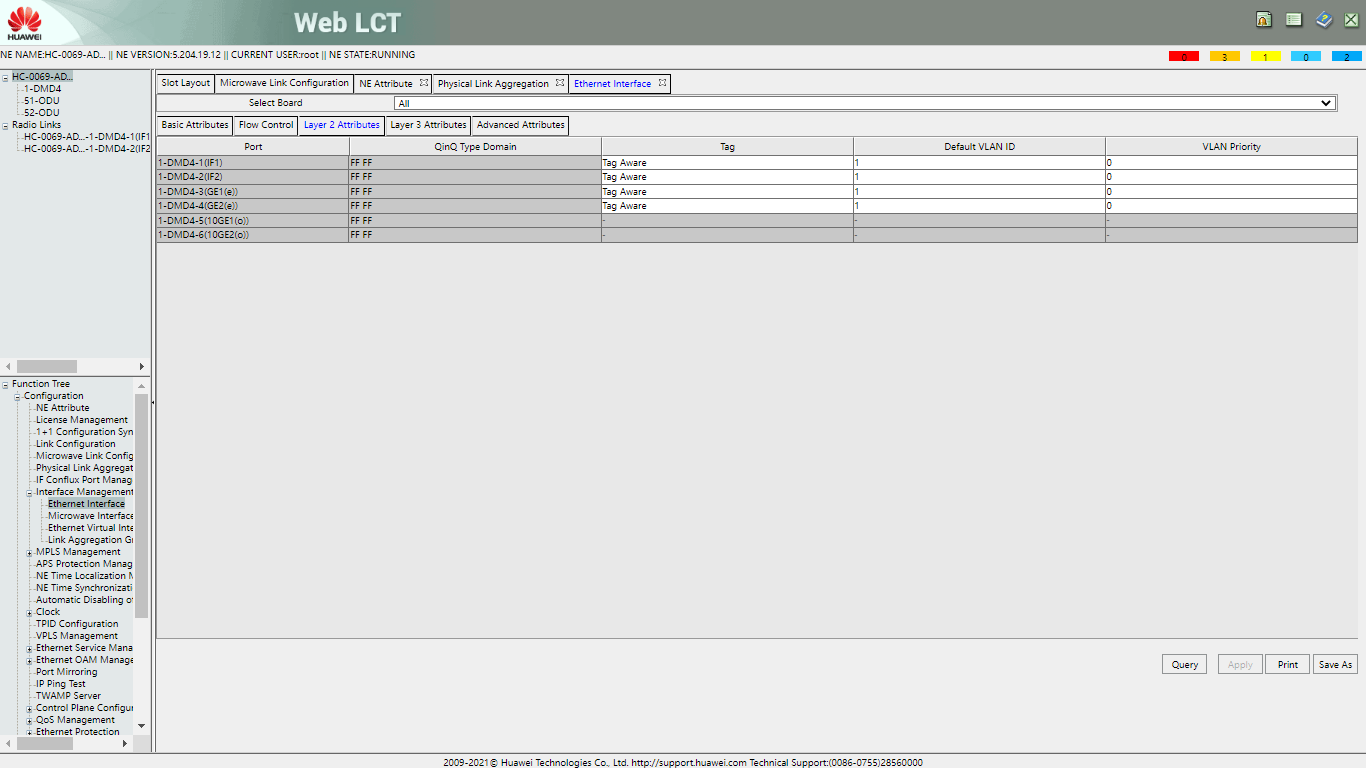 HUAWEI
Web LCT
NE NAME:HC-0069-AD... || NE VERSION:5.204.19.12 || CURRENT USER:root || NE STATE:RUNNING
0 3 1 0 2
HC-0069-AD...
1-DMD4
51-ODU
52-ODU
Radio Links
HC-0069-AD...-1-DMD4-1(IF1
HC-0069-AD...-1-DMD4-2(IF2
Slot Layout Microwave Link Configuration NE Attribute Physical Link Aggregation Ethernet Interface
Select Board All
Basic Attributes Flow Control Layer 2 Attributes Layer 3 Attributes Advanced Attributes
Port QinQ Type Domain Tag Default VLAN ID VLAN Priority
1-DMD4-1(IF1) FF FF Tag Aware 1 0
1-DMD4-2(IF2) FF FF Tag Aware 1 0
1-DMD4-3(GE1(e)) FF FF Tag Aware 1 0
1-DMD4-4(GE2(e)) FF FF Tag Aware 1 0
1-DMD4-5(10GE1(o)) FF FF - - -
1-DMD4-6(10GE2(o)) FF FF - - -
Function Tree
Configuration
NE Attribute
License Management
1+1 Configuration Syn
Link Configuration
Microwave Link Config
Physical Link Aggregat
IF Conflux Port Manag
Interface Management
Ethernet Interface
Microwave Interface
Ethernet Virtual Inte
Link Aggregation G
MPLS Management
APS Protection Manag
NE Time Localization M
NE Time Synchronizati
Automatic Disabling o
Clock
TPID Configuration
VPLS Management
Ethernet Service Mana
Ethernet OAM Manage
Port Mirroring
IP Ping Test
TWAMP Server
Control Plane Configur
QoS Management
Ethernet Protection
Query Apply Print Save As
2009-2021© Huawei Technologies Co., Ltd. http://support.huawei.com Technical Support:(0086-0755)28560000